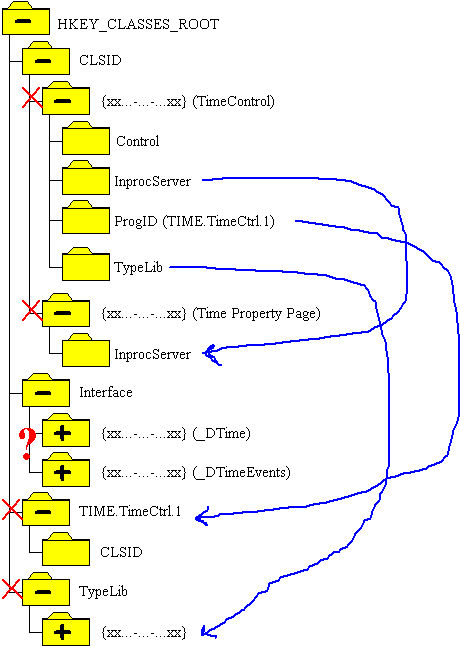 HKEY_CLASSES_ROOT
CLSID
{xx...-...-...xx} (TimeControl)
Control
InprocServer
ProgID (TIME.TimeCtrl.1)
TypeLib
{xx...-...-...xx} (Time Property Page)
InprocServer
Interface
{xx...-...-...xx} (_DTime)
?
{xx...-...-...xx} (_DTimeEvents)
TIME.TimeCtrl.1
CLSID
TypeLib
{xx...-...-...xx}